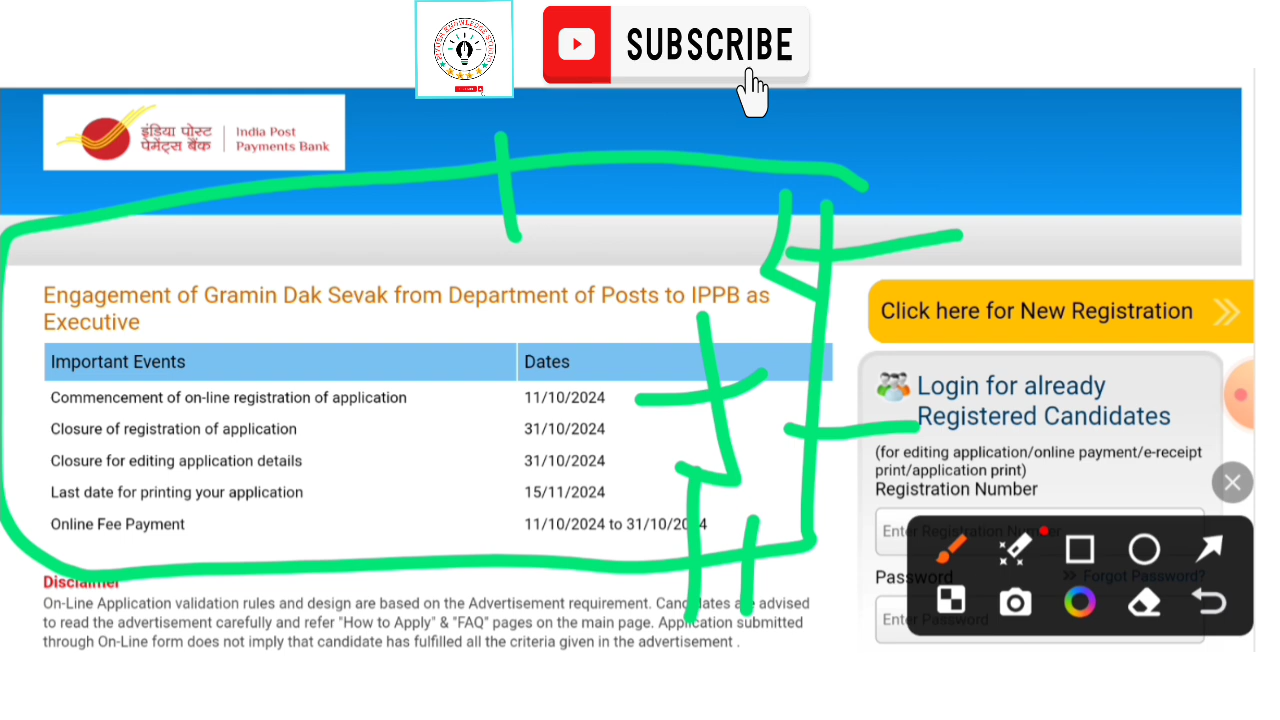 SUBSCRIBE
इंडिया पोस्ट
पेमेंट्स बैंक
India Post
Payments Bank
Engagement of Gramin Dak Sevak from Department of Posts to IPPB as
Executive
Important Events Dates
Commencement of on-line registration of application 11/10/2024
Closure of registration of application 31/10/2024
Closure for editing application details 31/10/2024
Last date for printing your application 15/11/2024
Online Fee Payment 11/10/2024 to 31/10/2024
Disclaimer
On-Line Application validation rules and design are based on the Advertisement requirement. Candidates are advised
to read the advertisement carefully and refer "How to Apply" & "FAQ" pages on the main page. Application submitted
through On-Line form does not imply that candidate has fulfilled all the criteria given in the advertisement .
Click here for New Registration
Login for already
Registered Candidates
(for editing application/online payment/e-receipt
print/application print)
Registration Number
Enter Registration Number
Password
>> Forgot Password?
Enter Password